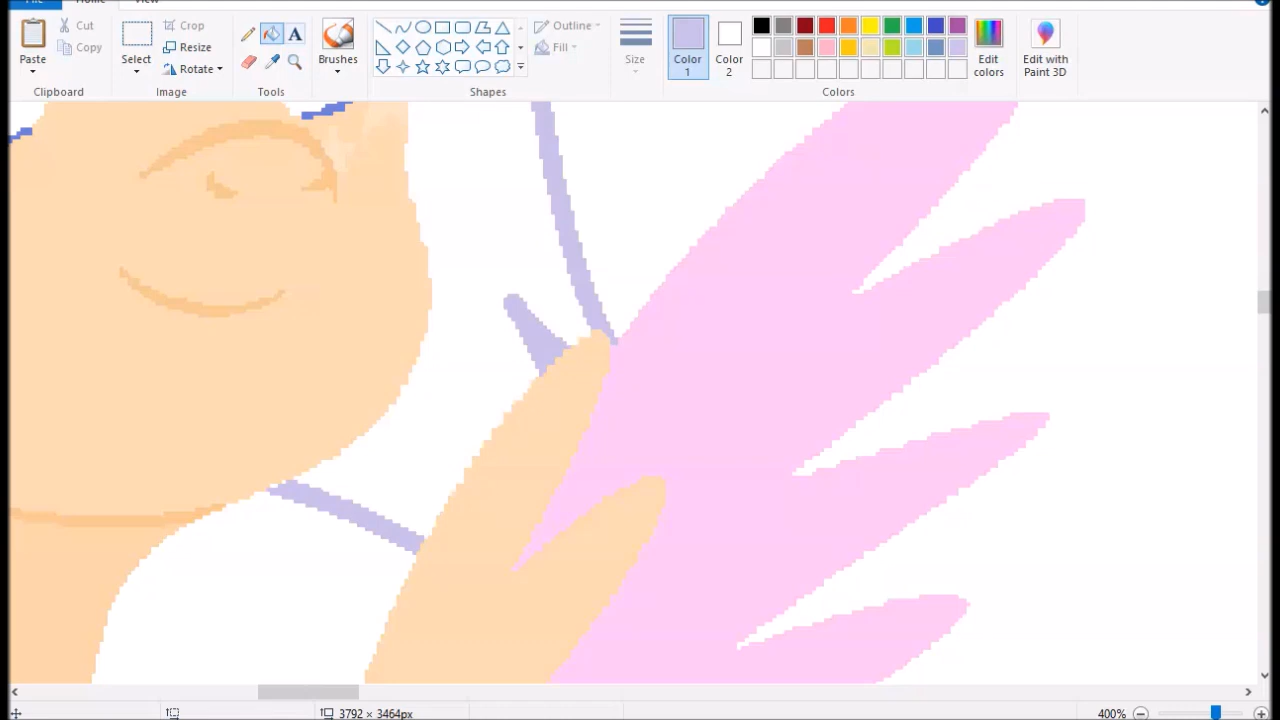 File Home View
Cut
Copy
Paste
Clipboard
Select
Crop
Resize
Rotate
Image
A
Tools
Brushes
Outline
Fill
Shapes
Size
Color 1
Color 2
Edit colors
Edit with Paint 3D
Colors
3792 × 3464px
400%